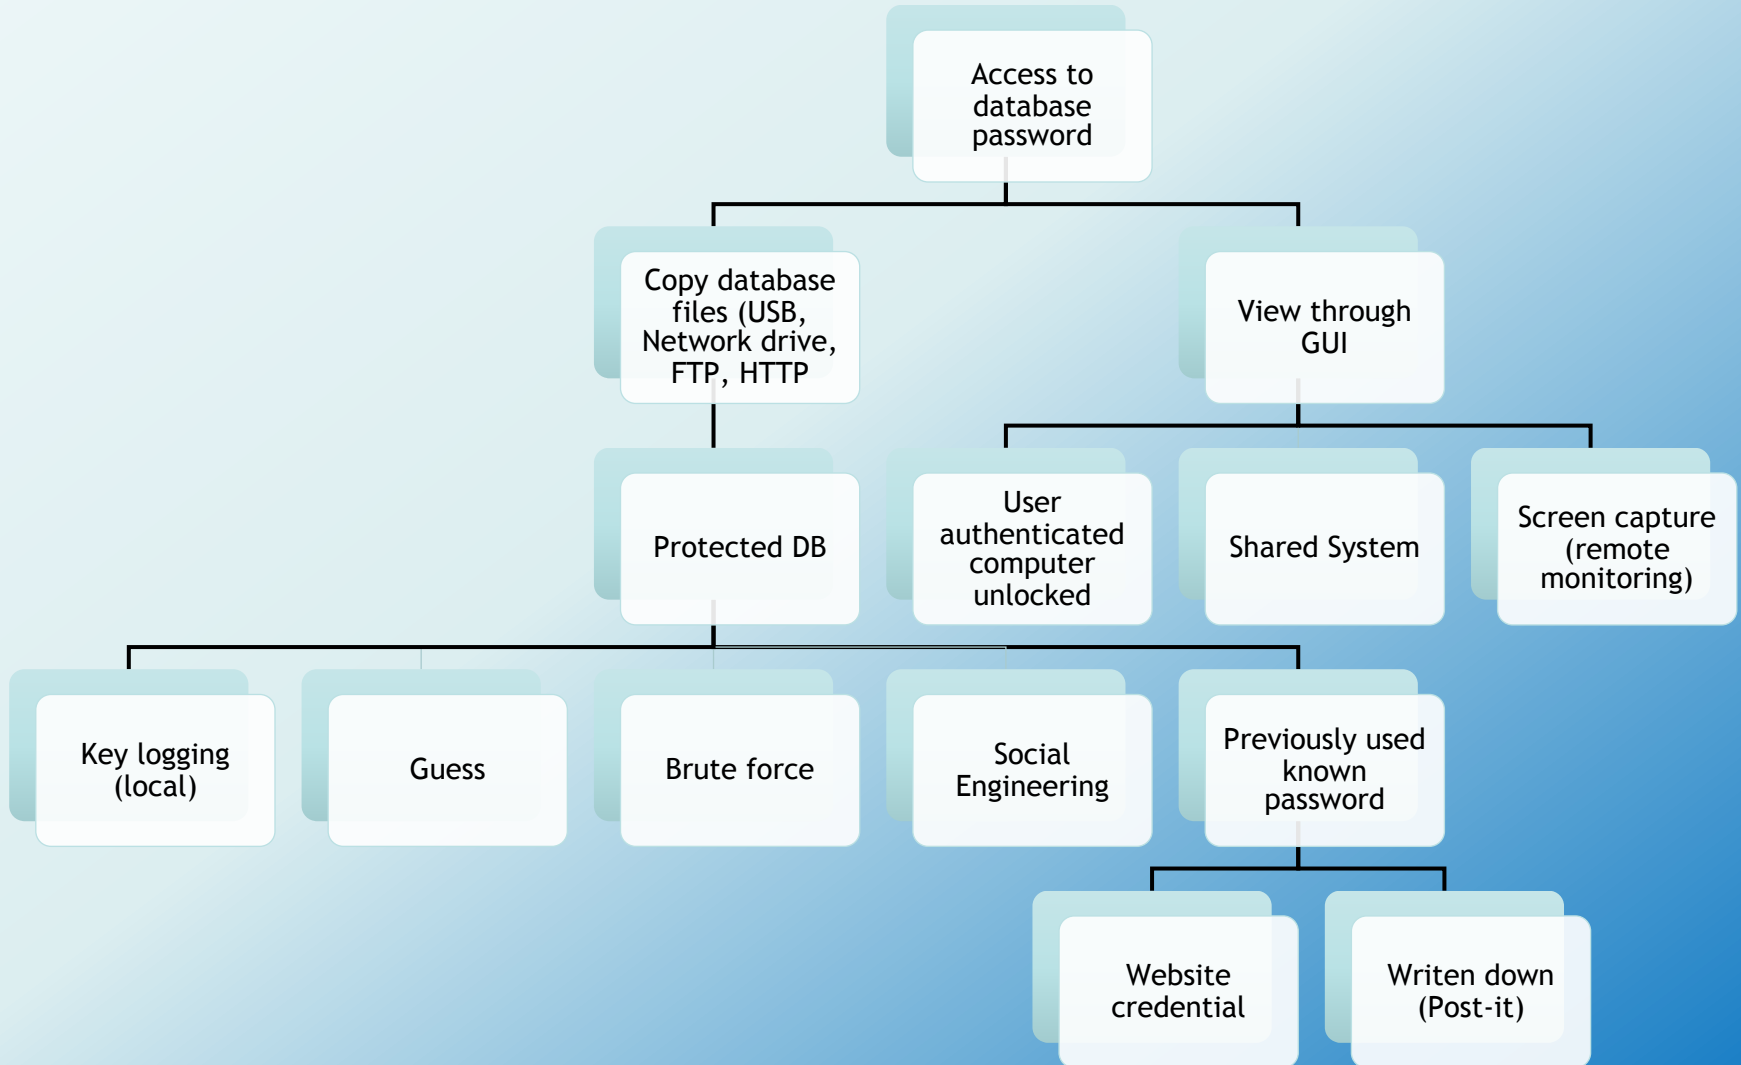 Access to
database
password
Copy database
files (USB,
Network drive,
FTP, HTTP
View through
GUI
Protected DB
User
authenticated
computer
unlocked
Shared System
Screen capture
(remote
monitoring)
Key logging
(local)
Guess
Brute force
Social
Engineering
Previously used
known
password
Website
credential
Writen down
(Post-it)